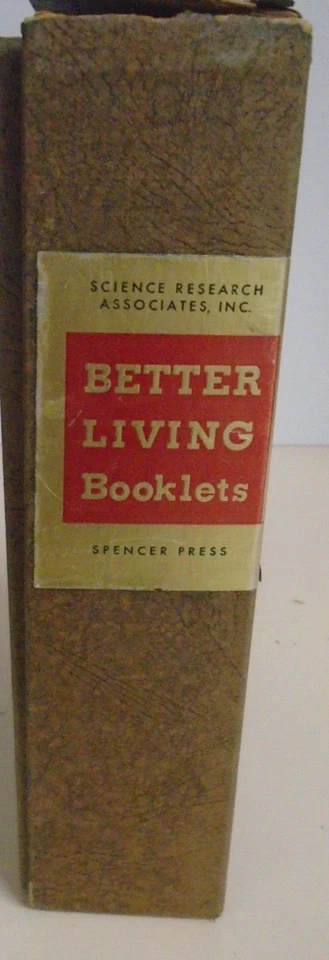 SCIENCE RESEARCH
ASSOCIATES, INC.
BETTER
LIVING
Booklets
SPENCER PRESS